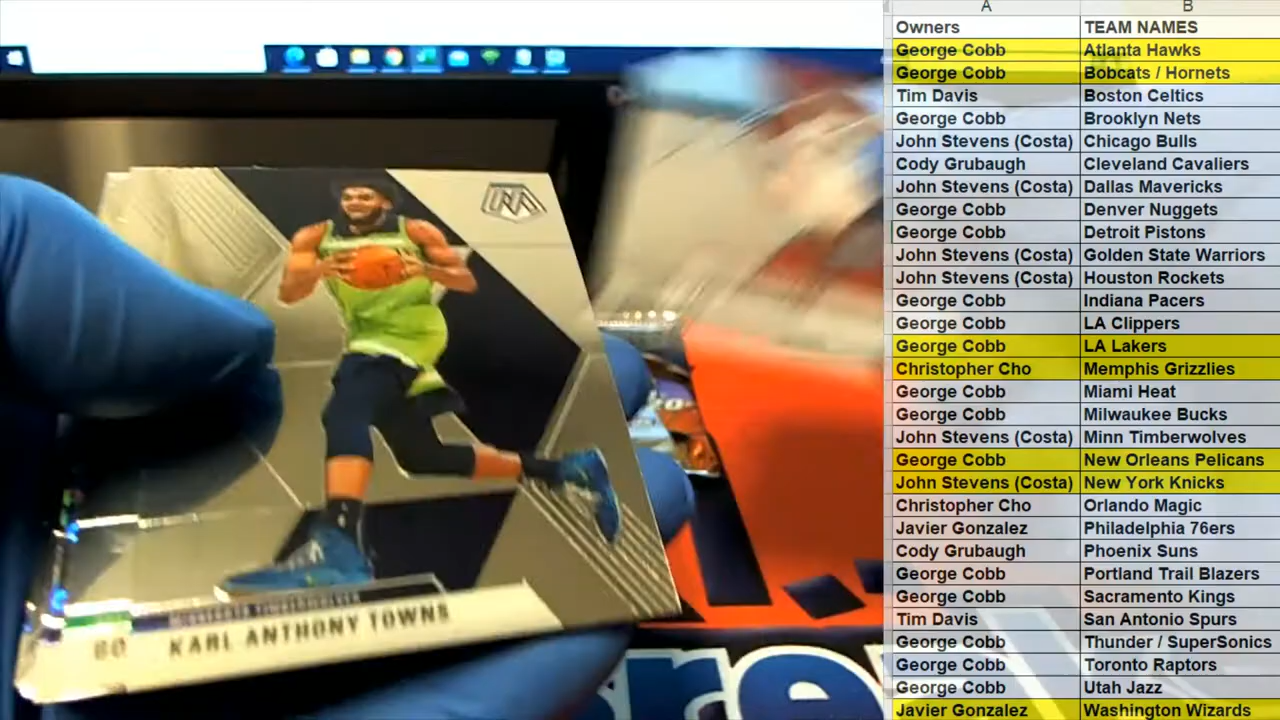 A B
Owners TEAM NAMES
George Cobb Atlanta Hawks
George Cobb Bobcats / Hornets
Tim Davis Boston Celtics
George Cobb Brooklyn Nets
John Stevens (Costa) Chicago Bulls
Cody Grubaugh Cleveland Cavaliers
John Stevens (Costa) Dallas Mavericks
George Cobb Denver Nuggets
George Cobb Detroit Pistons
John Stevens (Costa) Golden State Warriors
John Stevens (Costa) Houston Rockets
George Cobb Indiana Pacers
George Cobb LA Clippers
George Cobb LA Lakers
Christopher Cho Memphis Grizzlies
George Cobb Miami Heat
George Cobb Milwaukee Bucks
John Stevens (Costa) Minn Timberwolves
George Cobb New Orleans Pelicans
John Stevens (Costa) New York Knicks
Christopher Cho Orlando Magic
Javier Gonzalez Philadelphia 76ers
Cody Grubaugh Phoenix Suns
George Cobb Portland Trail Blazers
George Cobb Sacramento Kings
Tim Davis San Antonio Spurs
George Cobb Thunder / SuperSonics
George Cobb Toronto Raptors
George Cobb Utah Jazz
Javier Gonzalez Washington Wizards
KARL ANTHONY TOWNS
re